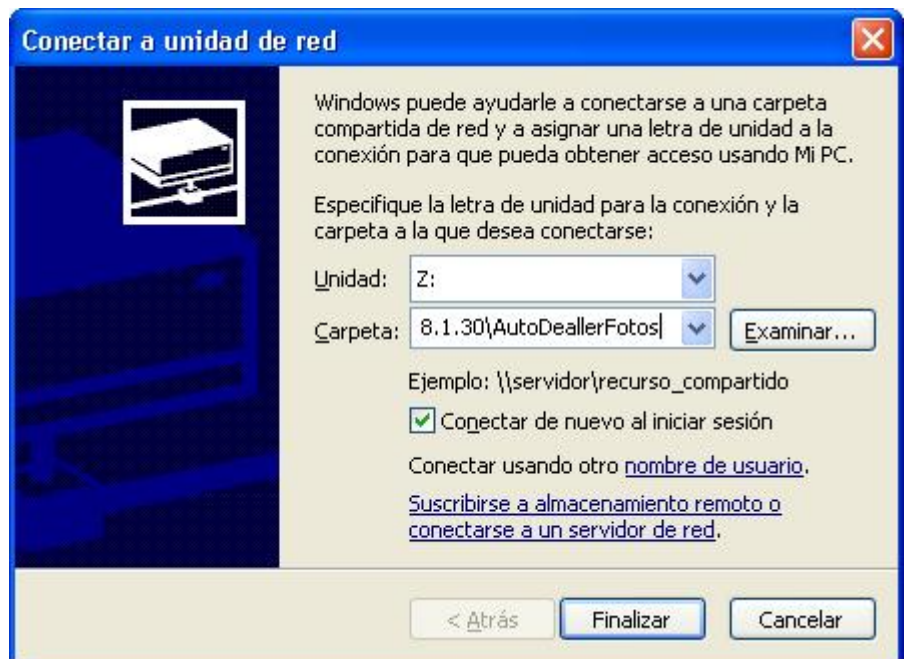 Conectar a unidad de red
Windows puede ayudarle a conectarse a una carpeta
compartida de red y a asignar una letra de unidad a la
conexión para que pueda obtener acceso usando Mi PC.
Especifique la letra de unidad para la conexión y la
carpeta a la que desea conectarse:
Unidad: Z:
Carpeta: 8.1.30\AutoDeallerFotos Examinar...
Ejemplo: \\servidor\recurso_compartido
Conectar de nuevo al iniciar sesión
Conectar usando otro nombre de usuario.
Suscribirse a almacenamiento remoto o
conectarse a un servidor de red.
< Atrás Finalizar Cancelar